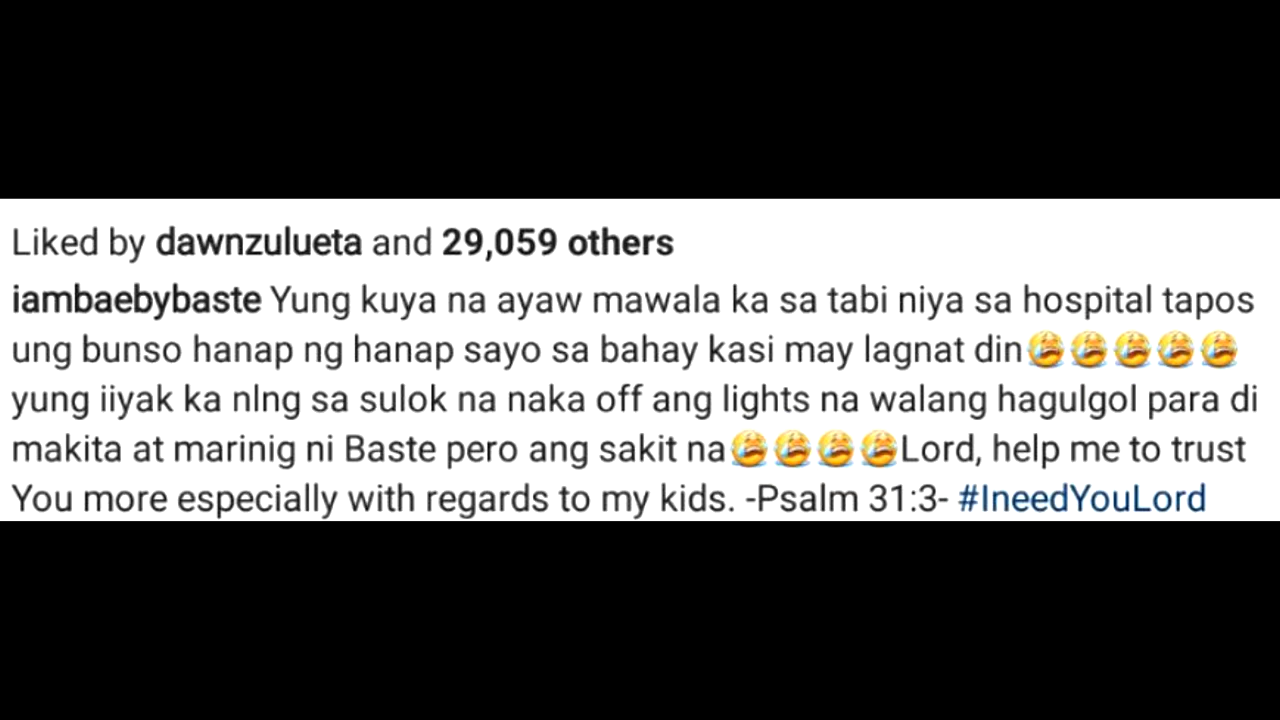 Liked by dawnzulueta and 29,059 others
iambaebybaste Yung kuya na ayaw mawala ka sa tabi niya sa hospital tapos
ung bunso hanap ng hanap sayo sa bahay kasi may lagnat din😭😭😭😭😭
yung iiyak ka nlng sa sulok na naka off ang lights na walang hagulgol para di
makita at marinig ni Baste pero ang sakit na😭😭😭😭Lord, help me to trust
You more especially with regards to my kids. -Psalm 31:3- #IneedYouLord